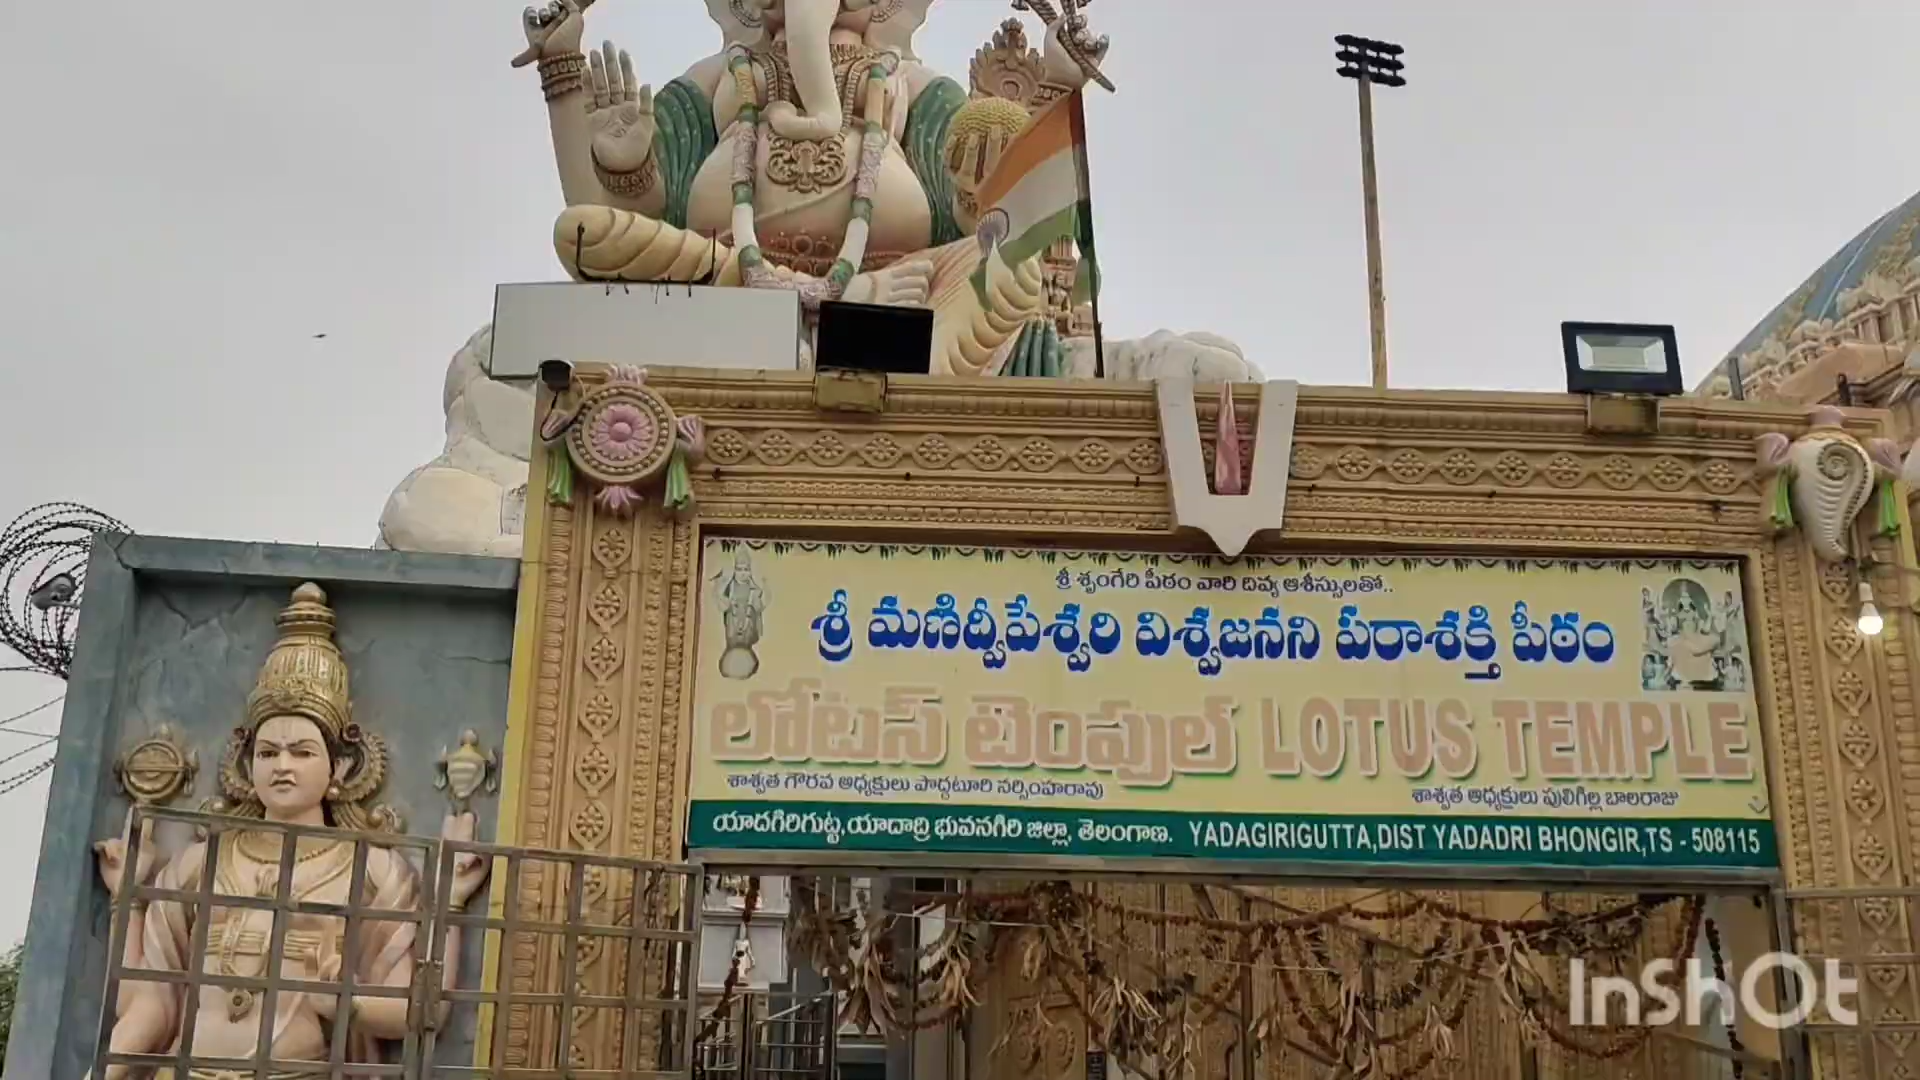 శ్రీ శృంగేరి పీఠం వారి దివ్య ఆశీస్సులతో..
శ్రీ మణిద్వీపేశ్వరి విశ్వజనని పరాశక్తి పీఠం
లోటస్ టెంపుల్ LOTUS TEMPLE
శాశ్వత గౌరవ అధ్యక్షులు పొద్దటూరి నర్సింహరావు
శాశ్వత అధ్యక్షులు పులిగిల్ల బాలరాజు
యాదగిరిగుట్ట,యాదాద్రి భువనగిరి జిల్లా, తెలంగాణ. YADAGIRIGUTTA,DIST YADADRI BHONGIR,TS - 508115
InShOt